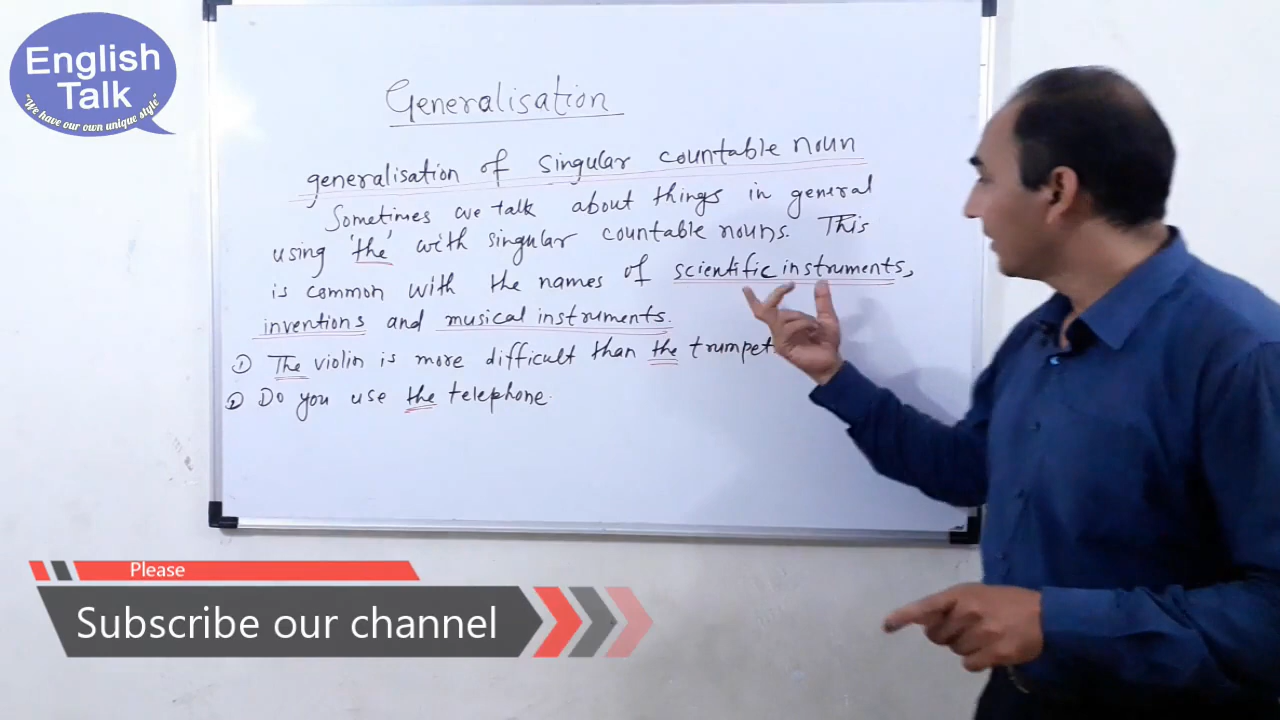 English
Talk
"We have our own unique style"
Generalisation
generalisation of singular countable noun
Sometimes we talk about things in general
using 'the' with singular countable nouns. This
is common with the names of scientific instruments,
inventions and musical instruments.
① The violin is more difficult than the trumpet.
② Do you use the telephone.
Please
Subscribe our channel